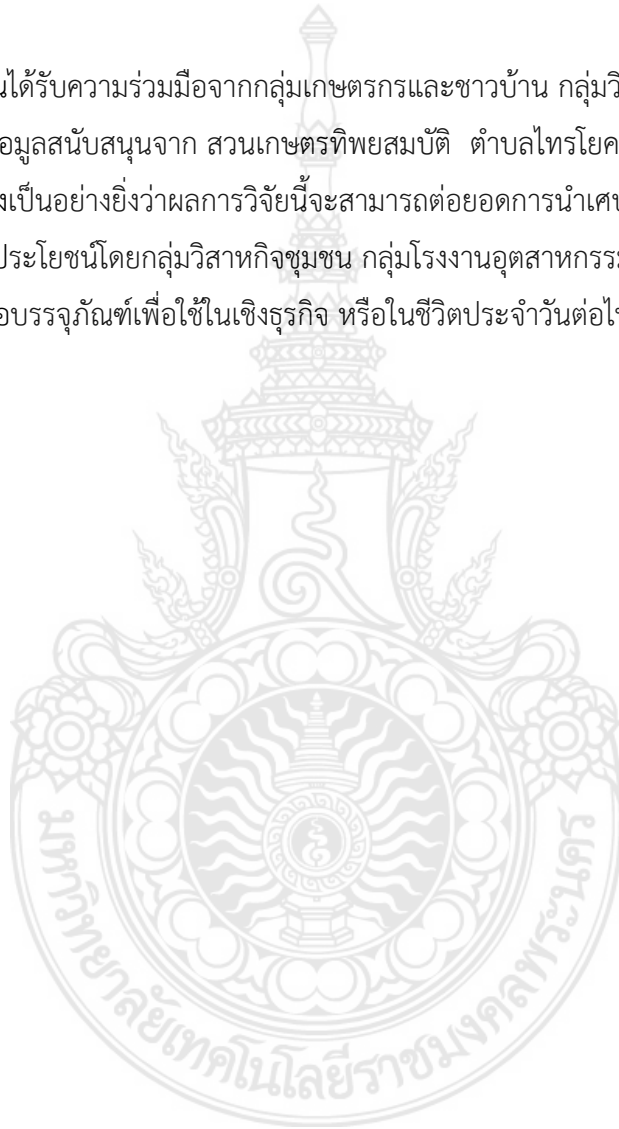 นได้รับความร่วมมือจากกลุ่มเกษตรกรและชาวบ้าน กลุ่มวิ
อมูลสนับสนุนจาก สวนเกษตรทิพยสมบัติ ตำบลไทรโยค
งเป็นอย่างยิ่งว่าผลการวิจัยนี้จะสามารถต่อยอดการนำเศษ
ประโยชน์โดยกลุ่มวิสาหกิจชุมชน กลุ่มโรงงานอุตสาหกรรม
อบรรจุภัณฑ์เพื่อใช้ในเชิงธุรกิจ หรือในชีวิตประจำวันต่อไป
มหาวิทยาลัยเทคโนโลยีราชมงคลพระนคร